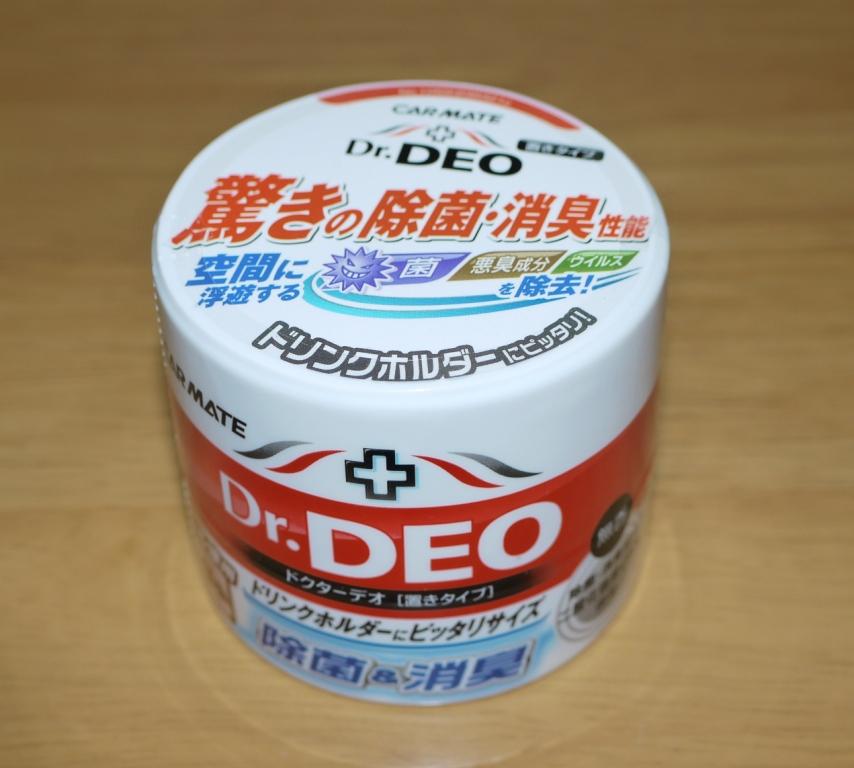 CARMATE
Dr.DEO 置きタイプ
驚きの除菌・消臭性能
空間に浮遊する 菌 悪臭成分 ウイルス を除去!
ドリンクホルダーにピッタリ!
CARMATE
Dr.DEO
ドクターデオ [置きタイプ]
ドリンクホルダーにピッタリサイズ
除菌&消臭